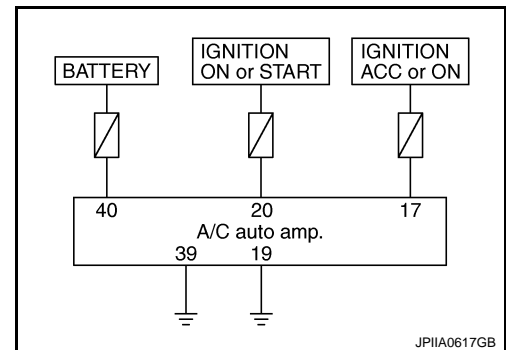 BATTERY
IGNITION
ON or START
IGNITION
ACC or ON
40 20 17
A/C auto amp.
39 19
JPIIA0617GB